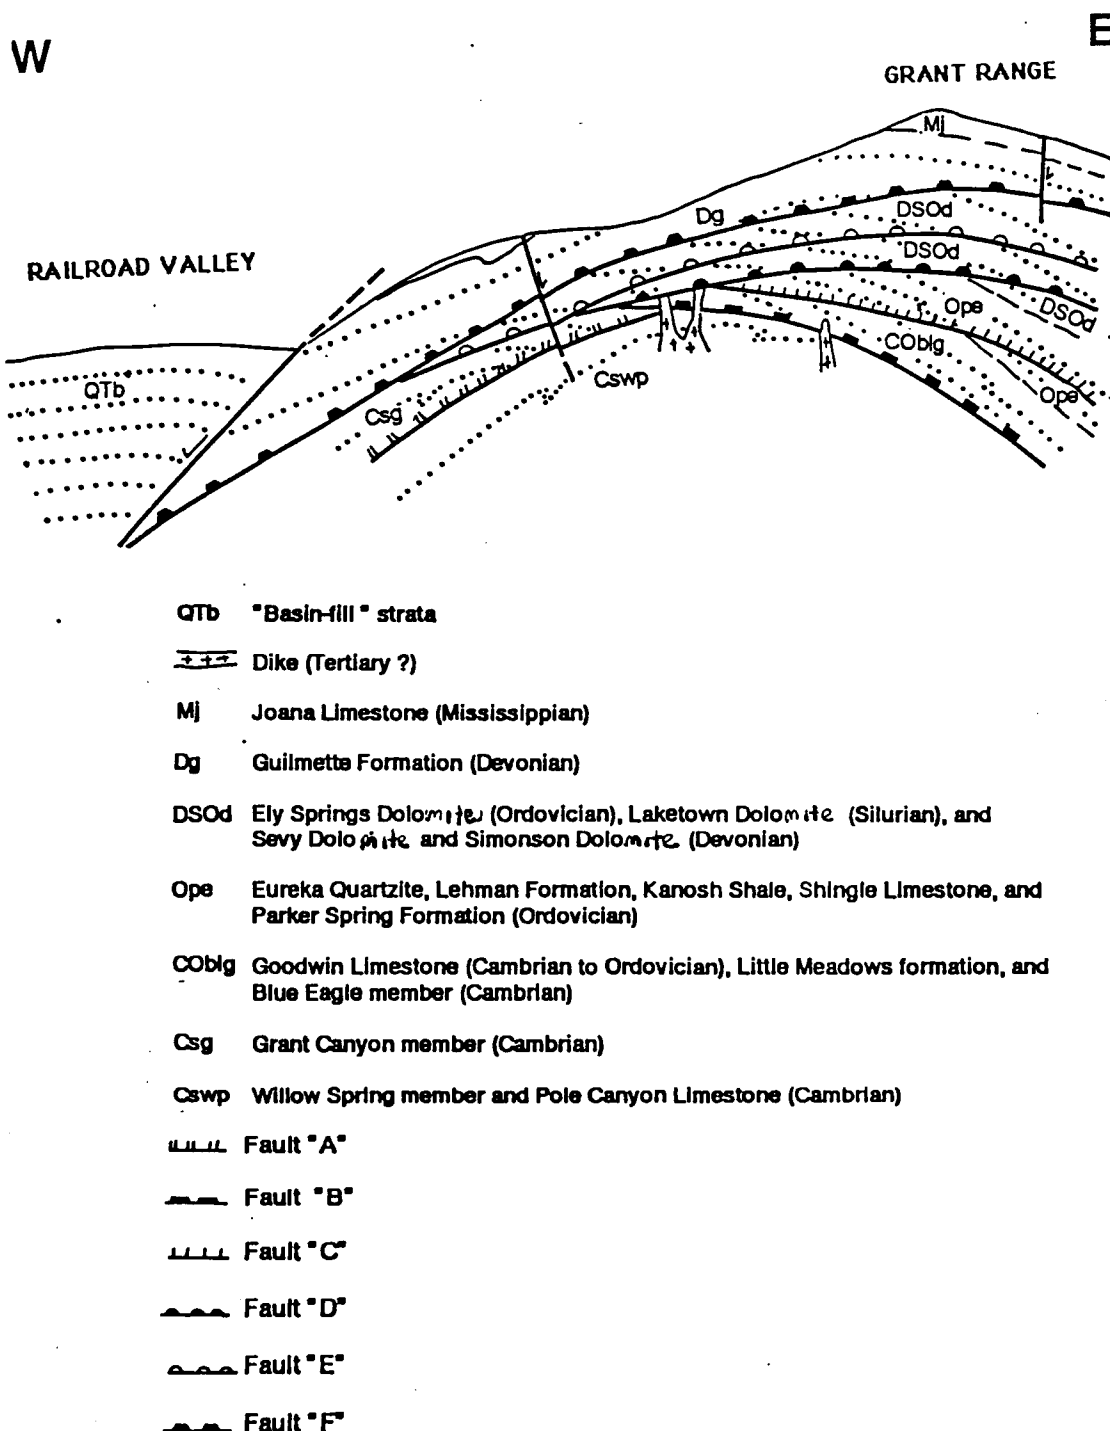 W
E
GRANT RANGE
Mj
Dg
DSOd
DSOd
RAILROAD VALLEY
Ope
DSOd
QTb
COblg
Cswp
Csg
Ope
QTb "Basin-fill" strata
Dike (Tertiary ?)
Mj Joana Limestone (Mississippian)
Dg Guilmette Formation (Devonian)
DSOd Ely Springs Dolomite (Ordovician), Laketown Dolomite (Silurian), and
Sevy Dolomite and Simonson Dolomite (Devonian)
Ope Eureka Quartzite, Lehman Formation, Kanosh Shale, Shingle Limestone, and
Parker Spring Formation (Ordovician)
COblg Goodwin Limestone (Cambrian to Ordovician), Little Meadows formation, and
Blue Eagle member (Cambrian)
Csg Grant Canyon member (Cambrian)
Cswp Willow Spring member and Pole Canyon Limestone (Cambrian)
Fault "A"
Fault "B"
Fault "C"
Fault "D"
Fault "E"
Fault "F"